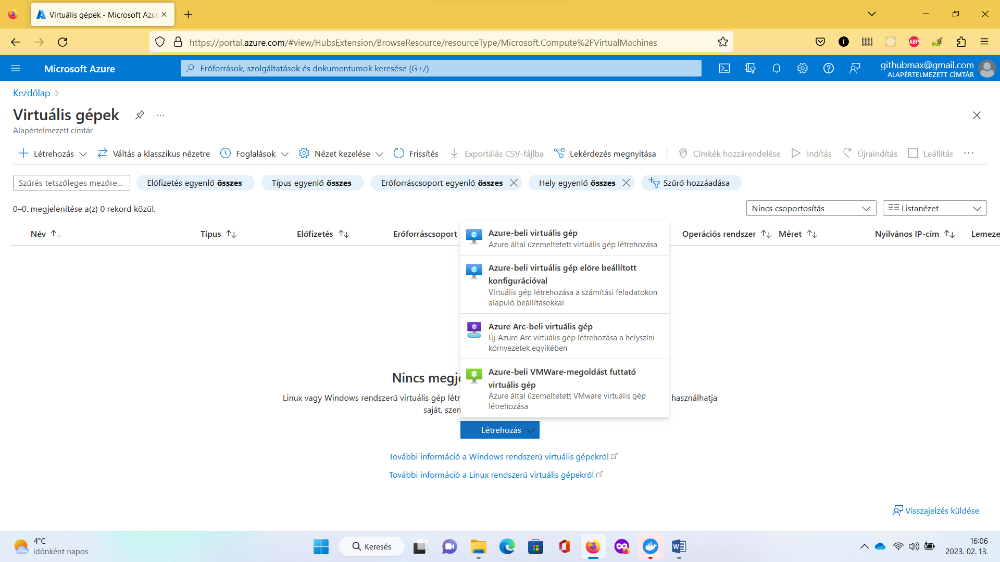 Virtuális gépek - Microsoft Azur
https://portal.azure.com/#view/HubsExtension/BrowseResource/resourceType/Microsoft.Compute%2FVirtualMachines
ABP
Microsoft Azure
Erőforrások, szolgáltatások és dokumentumok keresése (G+/)
githubmax@gmail.com
ALAPÉRTELMEZETT CÍMTÁR
Kezdőlap
Virtuális gépek
Alapértelmezett címtár
Létrehozás Váltás a klasszikus nézetre Foglalások Nézet kezelése Frissítés Exportálás CSV-fájlba Lekérdezés megnyitása Címkék hozzárendelése Indítás Újraindítás Leállítás
Szűrés tetszőleges mezőre... Előfizetés egyenlő összes Típus egyenlő összes Erőforráscsoport egyenlő összes Hely egyenlő összes Szűrő hozzáadása
0–0. megjelenítése a(z) 0 rekord közül.
Nincs csoportosítás Listanézet
Név Típus Előfizetés Erőforráscsoport Operációs rendszer Méret Nyilvános IP-cím Lemeze
Azure-beli virtuális gép
Azure által üzemeltetett virtuális gép létrehozása
Azure-beli virtuális gép előre beállított
konfigurációval
Virtuális gép létrehozása a számítási feladatokon
alapuló beállításokkal
Azure Arc-beli virtuális gép
Új Azure Arc virtuális gép létrehozása a helyszíni
környezetek egyikében
Azure-beli VMWare-megoldást futtató
virtuális gép
Azure által üzemeltetett VMware virtuális gép
létrehozása
Nincs megje
Linux vagy Windows rendszerű virtuális gép létr használhatja
saját, szem
Létrehozás
További információ a Windows rendszerű virtuális gépekről
További információ a Linux rendszerű virtuális gépekről
Visszajelzés küldése
4°C
Időnként napos
Keresés
16:06
2023. 02. 13.